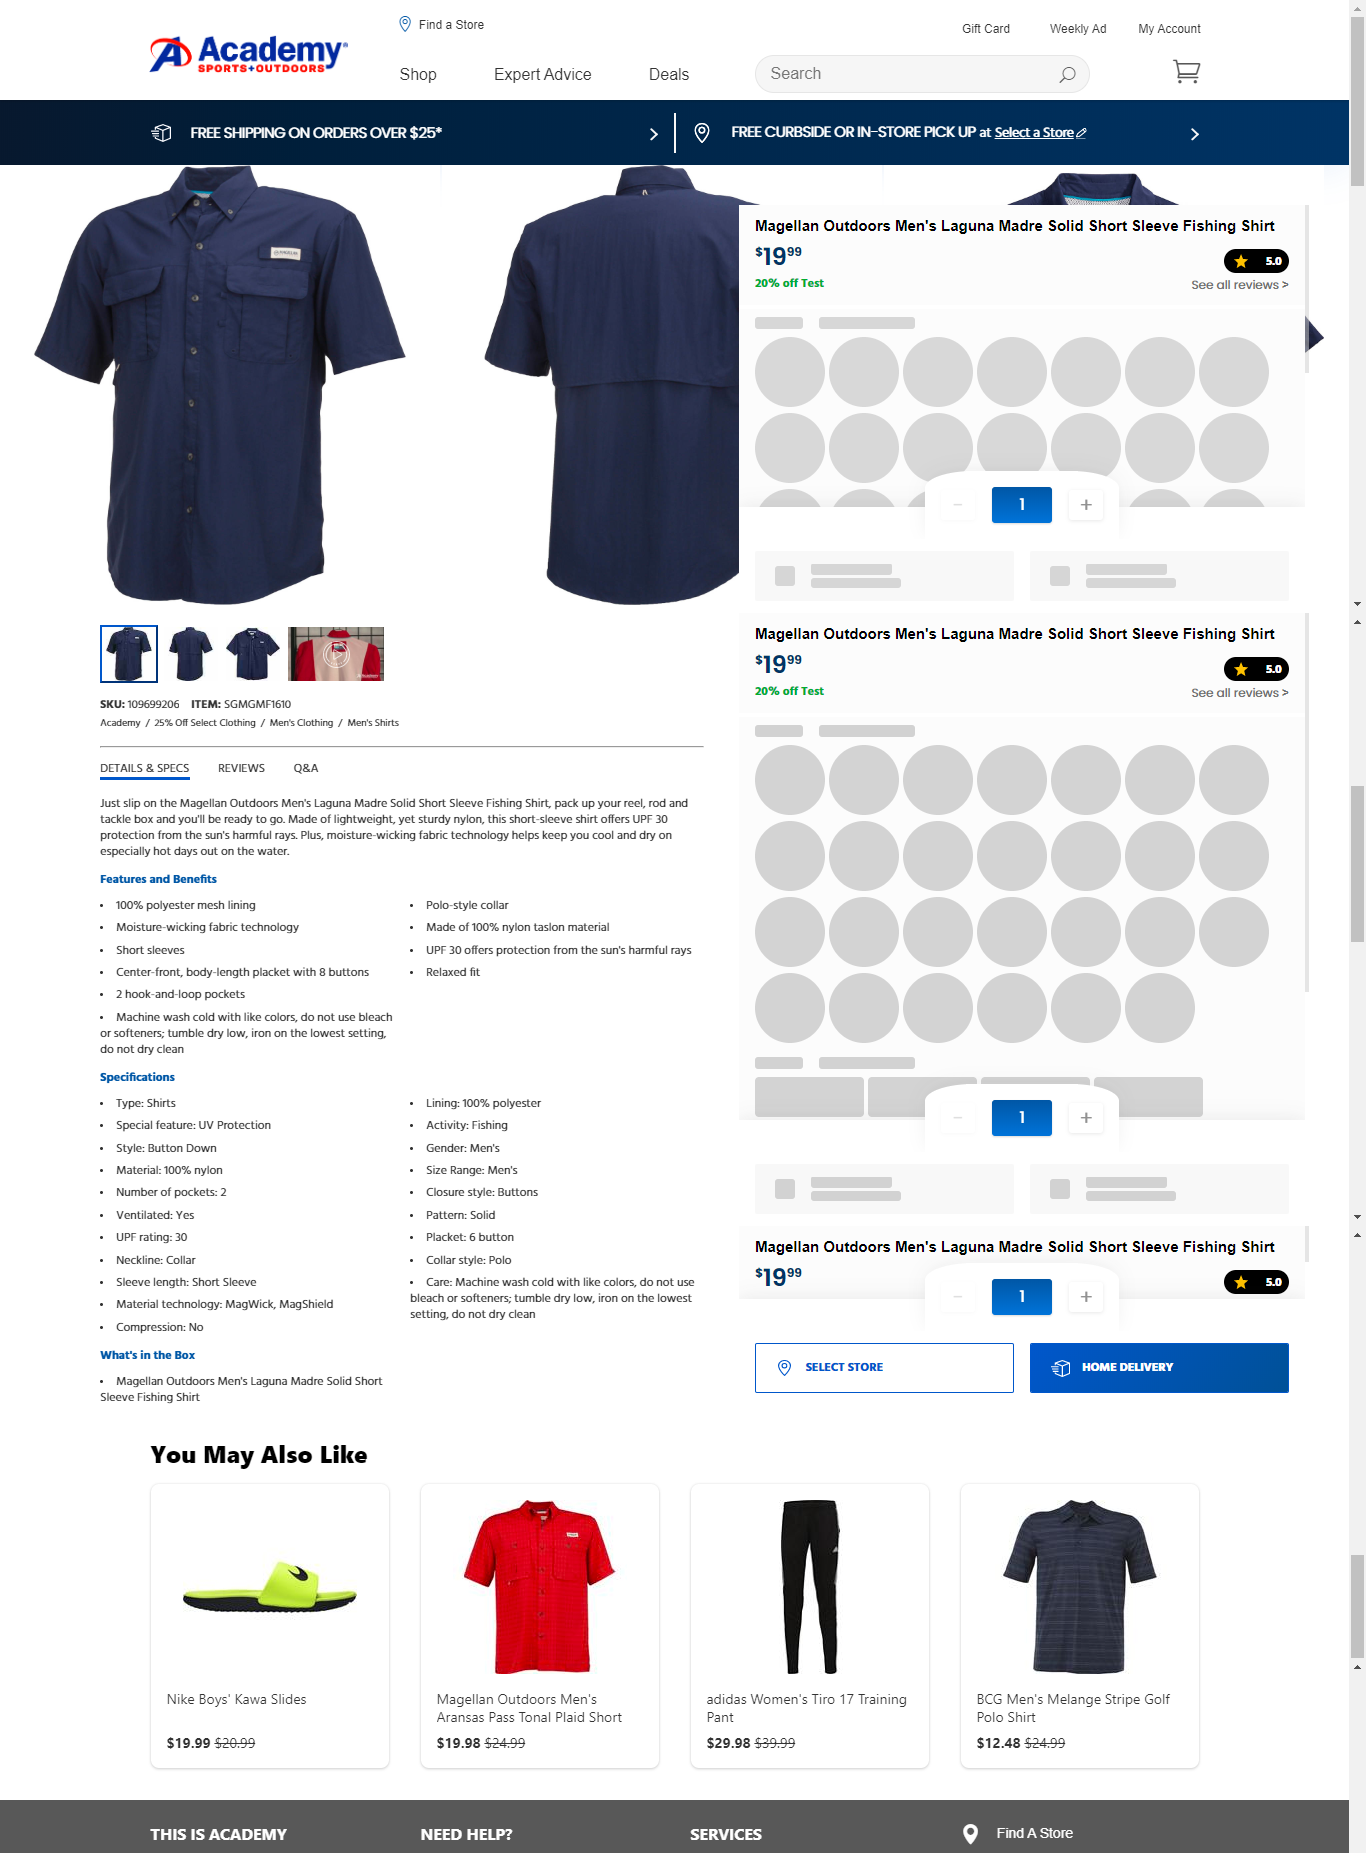 Find a Store
Gift Card
Weekly Ad
My Account
Academy
SPORTS+OUTDOORS
Shop
Expert Advice
Deals
Search
FREE SHIPPING ON ORDERS OVER $25*
FREE CURBSIDE OR IN-STORE PICK UP at Select a Store
Magellan Outdoors Men's Laguna Madre Solid Short Sleeve Fishing Shirt
$19.99
5.0
20% off Test
See all reviews >
- 1 +
SKU: 109699206 ITEM: SGMGMF1610
Academy / 25% Off Select Clothing / Men's Clothing / Men's Shirts
DETAILS & SPECS
REVIEWS
Q&A
Just slip on the Magellan Outdoors Men's Laguna Madre Solid Short Sleeve Fishing Shirt, pack up your reel, rod and
tackle box and you'll be ready to go. Made of lightweight, yet sturdy nylon, this short-sleeve shirt offers UPF 30
protection from the sun's harmful rays. Plus, moisture-wicking fabric technology helps keep you cool and dry on
especially hot days out on the water.
Features and Benefits
• 100% polyester mesh lining
• Moisture-wicking fabric technology
• Short sleeves
• Center-front, body-length placket with 8 buttons
• 2 hook-and-loop pockets
• Machine wash cold with like colors, do not use bleach
or softeners; tumble dry low, iron on the lowest setting,
do not dry clean
• Polo-style collar
• Made of 100% nylon taslon material
• UPF 30 offers protection from the sun's harmful rays
• Relaxed fit
Specifications
• Type: Shirts
• Special feature: UV Protection
• Style: Button Down
• Material: 100% nylon
• Number of pockets: 2
• Ventilated: Yes
• UPF rating: 30
• Neckline: Collar
• Sleeve length: Short Sleeve
• Material technology: MagWick, MagShield
• Compression: No
• Lining: 100% polyester
• Activity: Fishing
• Gender: Men's
• Size Range: Men's
• Closure style: Buttons
• Pattern: Solid
• Placket: 6 button
• Collar style: Polo
• Care: Machine wash cold with like colors, do not use
bleach or softeners; tumble dry low, iron on the lowest
setting, do not dry clean
What's in the Box
• Magellan Outdoors Men's Laguna Madre Solid Short
Sleeve Fishing Shirt
Magellan Outdoors Men's Laguna Madre Solid Short Sleeve Fishing Shirt
$19.99
5.0
20% off Test
See all reviews >
- 1 +
Magellan Outdoors Men's Laguna Madre Solid Short Sleeve Fishing Shirt
$19.99
5.0
- 1 +
SELECT STORE
HOME DELIVERY
You May Also Like
Nike Boys' Kawa Slides
$19.99 $20.99
Magellan Outdoors Men's
Aransas Pass Tonal Plaid Short
$19.98 $24.99
adidas Women's Tiro 17 Training
Pant
$29.98 $39.99
BCG Men's Melange Stripe Golf
Polo Shirt
$12.48 $24.99
THIS IS ACADEMY
NEED HELP?
SERVICES
Find A Store